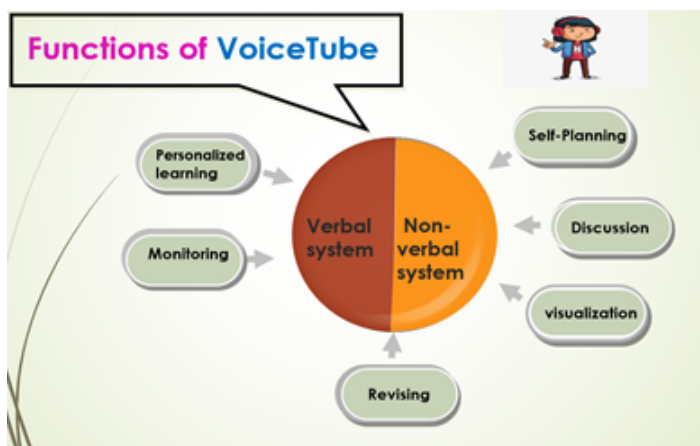 Functions of VoiceTube
Personalized
learning
Monitoring
Verbal
system
Non-
verbal
system
Self-Planning
Discussion
visualization
Revising